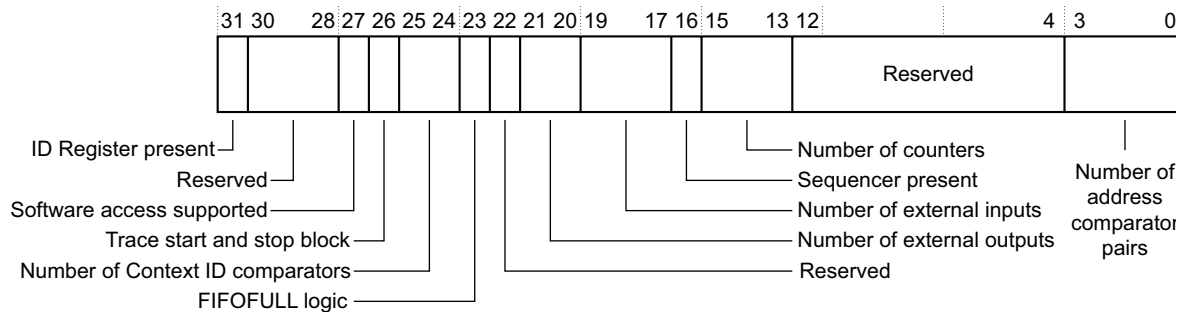 31 30 28 27 26 25 24 23 22 21 20 19 17 16 15 13 12 4 3 0
Reserved
ID Register present
Number of counters
Reserved
Sequencer present
Software access supported
Number of external inputs
Trace start and stop block
Number of external outputs
Number of Context ID comparators
Reserved
FIFOFULL logic
Number of
address
comparator
pairs